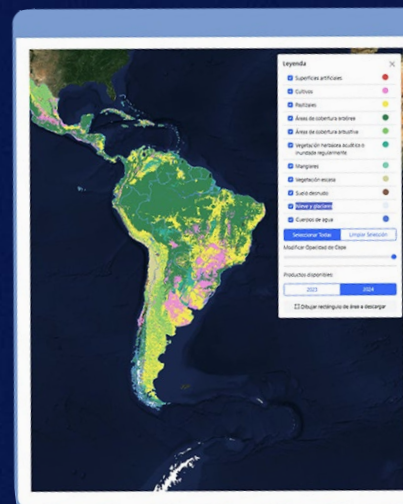 Leyenda
Superficies artificiales
Cultivos
Pastizales
Áreas de cobertura arbórea
Áreas de cobertura arbustiva
Vegetación herbácea acuática o
inundada regularmente
Manglares
Vegetación escasa
Suelo desnudo
Nieve y glaciares
Cuerpos de agua
Seleccionar Todas
Limpiar Selección
Modificar Opacidad de Capa:
Productos disponibles
2023
2024
Dibujar rectángulo de área a descargar